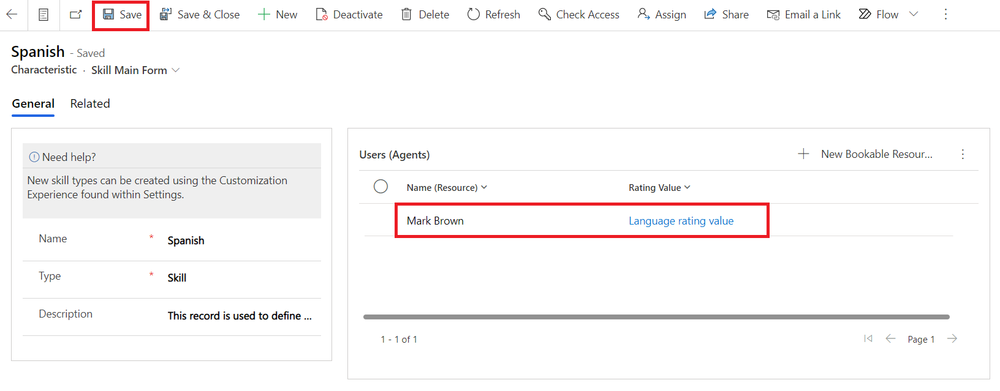 Save Save & Close New Deactivate Delete Refresh Check Access Assign Share Email a Link Flow
Spanish - Saved
Characteristic · Skill Main Form
General Related
Need help?
New skill types can be created using the Customization
Experience found within Settings.
Name * Spanish
Type * Skill
Description This record is used to define ...
Users (Agents) New Bookable Resour...
Name (Resource) Rating Value
Mark Brown Language rating value
1 - 1 of 1 Page 1